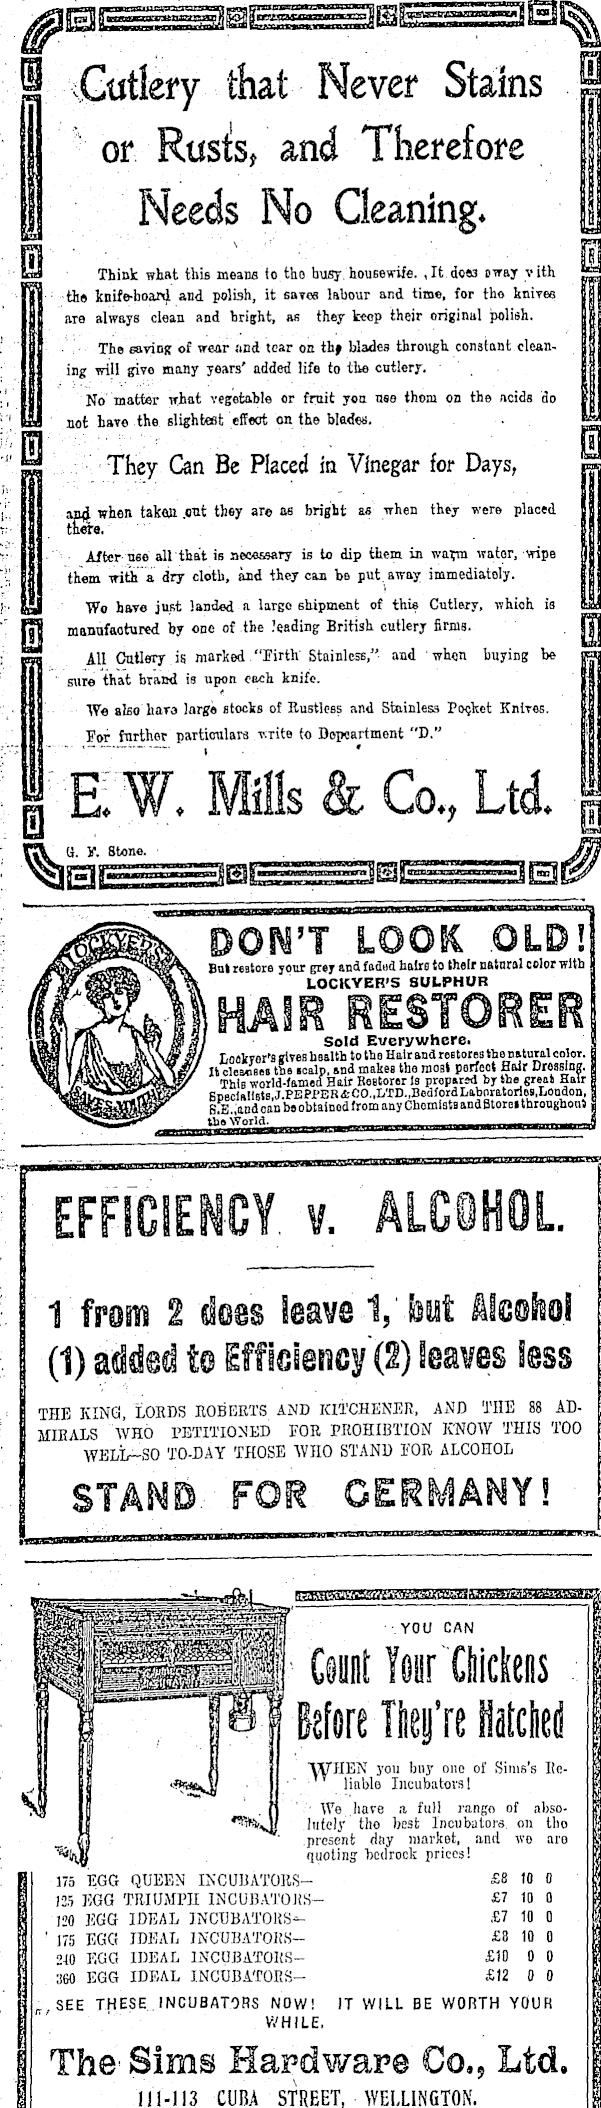 Cutlery that Never Stains
or Rusts, and Therefore
Needs No Cleaning.
Think what this means to the busy housewife. It does away with
the knife-board and polish, it saves labour and time, for the knives
are always clean and bright, as they keep their original polish.
The saving of wear and tear on the blades through constant clean-
ing will give many years' added life to the cutlery.
No matter what vegetable or fruit you use them on the acids do
not have the slightest effect on the blades.
They Can Be Placed in Vinegar for Days,
and when taken out they are as bright as when they were placed
there.
After use all that is necessary is to dip them in warm water, wipe
them with a dry cloth, and they can be put away immediately.
We have just landed a large shipment of this Cutlery, which is
manufactured by one of the leading British cutlery firms.
All Cutlery is marked "Firth Stainless," and when buying be
sure that brand is upon each knife.
We also have large stocks of Rustless and Stainless Pocket Knives.
For further particulars write to Depeartment "D."
E. W. Mills & Co., Ltd.
G. F. Stone.
LOCKYER'S
SAVES YOUTH
DON'T LOOK OLD!
But restore your grey and faded hairs to their natural color with
LOCKYER'S SULPHUR
HAIR RESTORER
Sold Everywhere.
Lockyer's gives health to the Hair and restores the natural color.
It cleanses the scalp, and makes the most perfect Hair Dressing.
This world-famed Hair Restorer is prepared by the great Hair
Specialists, J. PEPPER & CO., LTD., Bedford Laboratories, London,
S.E., and can be obtained from any Chemists and Stores throughout
the World.
EFFICIENCY v. ALCOHOL.
1 from 2 does leave 1, but Alcohol
(1) added to Efficiency (2) leaves less
THE KING, LORDS ROBERTS AND KITCHENER, AND THE 88 AD-
MIRALS WHO PETITIONED FOR PROHIBTION KNOW THIS TOO
WELL—SO TO-DAY THOSE WHO STAND FOR ALCOHOL
STAND FOR GERMANY!
YOU CAN
Count Your Chickens
Before They're Hatched
WHEN you buy one of Sims's Re-
liable Incubators!
We have a full range of abso-
lutely the best Incubators on the
present day market, and we are
quoting bedrock prices!
175 EGG QUEEN INCUBATORS— £8 10 0
125 EGG TRIUMPH INCUBATORS— £7 10 0
120 EGG IDEAL INCUBATORS— £7 10 0
175 EGG IDEAL INCUBATORS— £8 10 0
240 EGG IDEAL INCUBATORS— £10 0 0
360 EGG IDEAL INCUBATORS— £12 0 0
SEE THESE INCUBATORS NOW! IT WILL BE WORTH YOUR
WHILE.
The Sims Hardware Co., Ltd.
111-113 CUBA STREET, WELLINGTON.